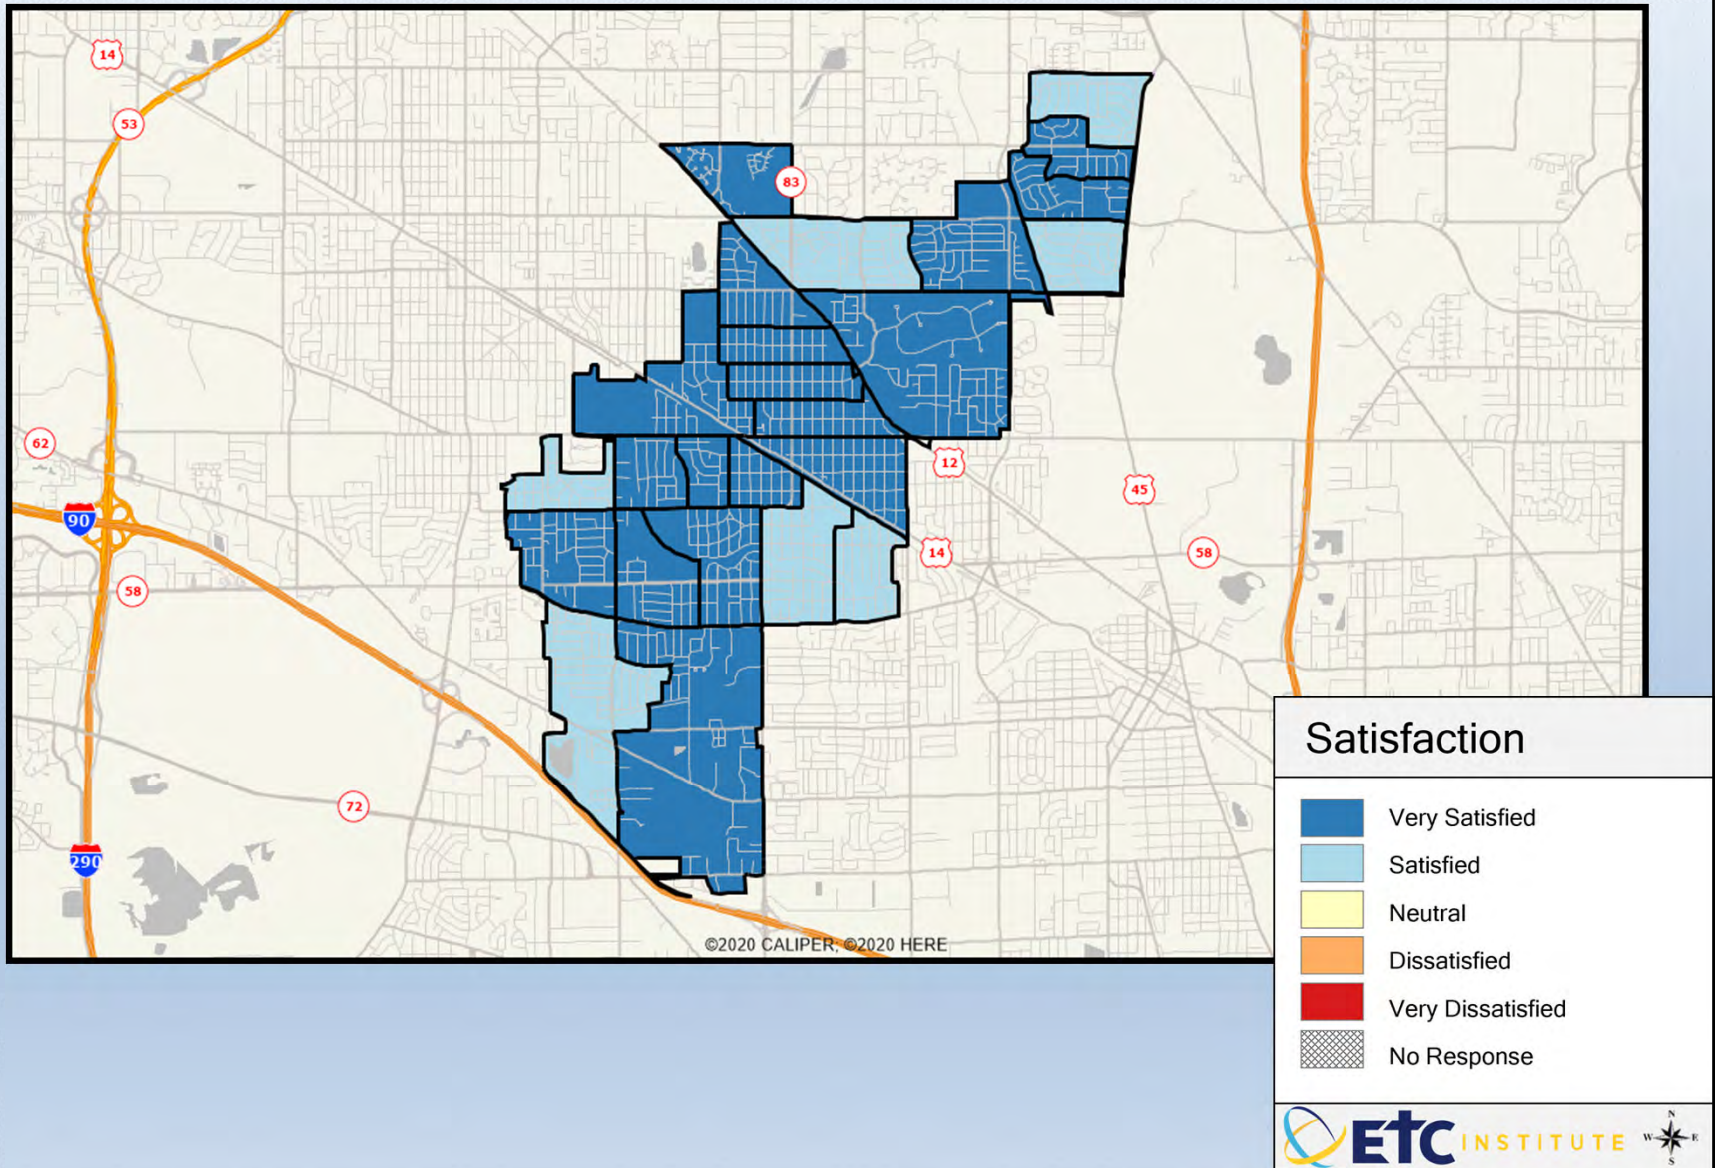 14
53
83
62
12
45
90
14
58
58
72
290
©2020 CALIPER; ©2020 HERE
Satisfaction
Very Satisfied
Satisfied
Neutral
Dissatisfied
Very Dissatisfied
No Response
ETC INSTITUTE
N
W E
S